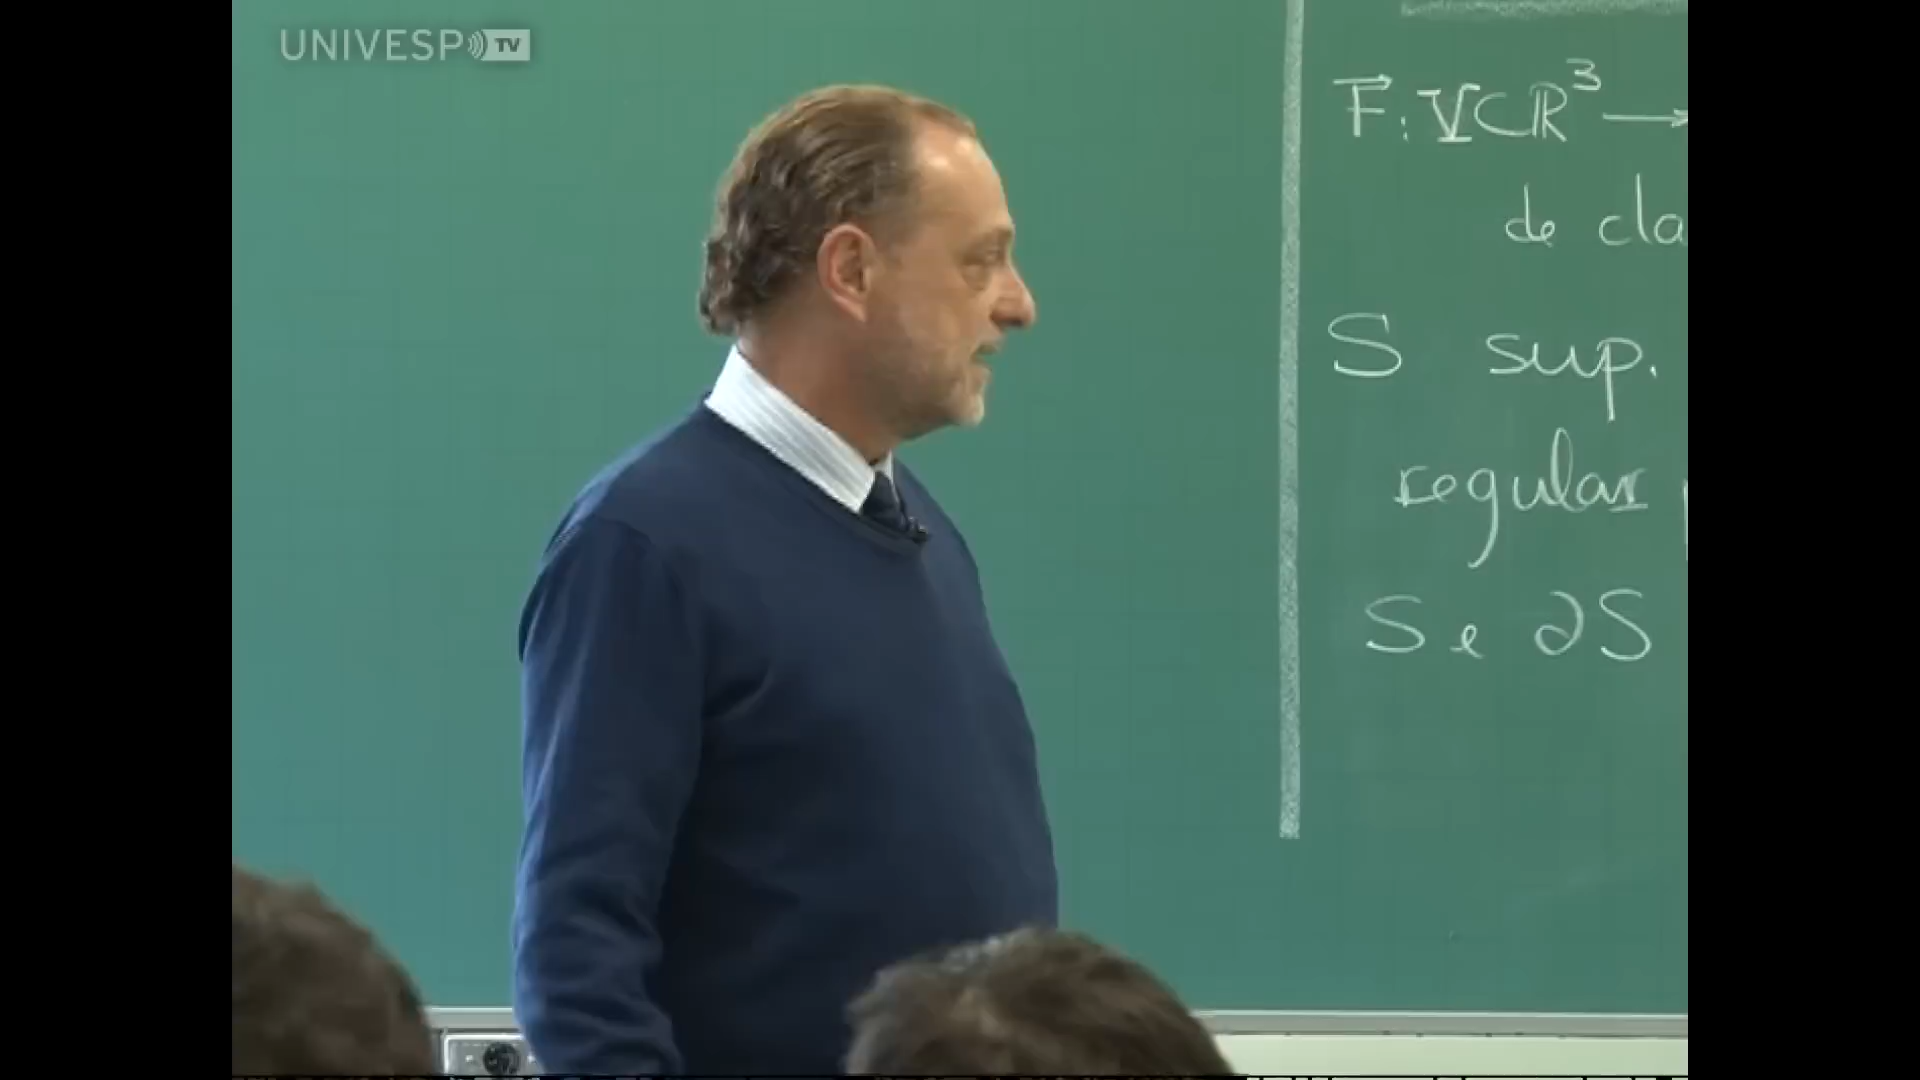 UNIVESP TV
F⃗: V⊂ℝ³ →
de cla
S sup.
regular
S e ∂S